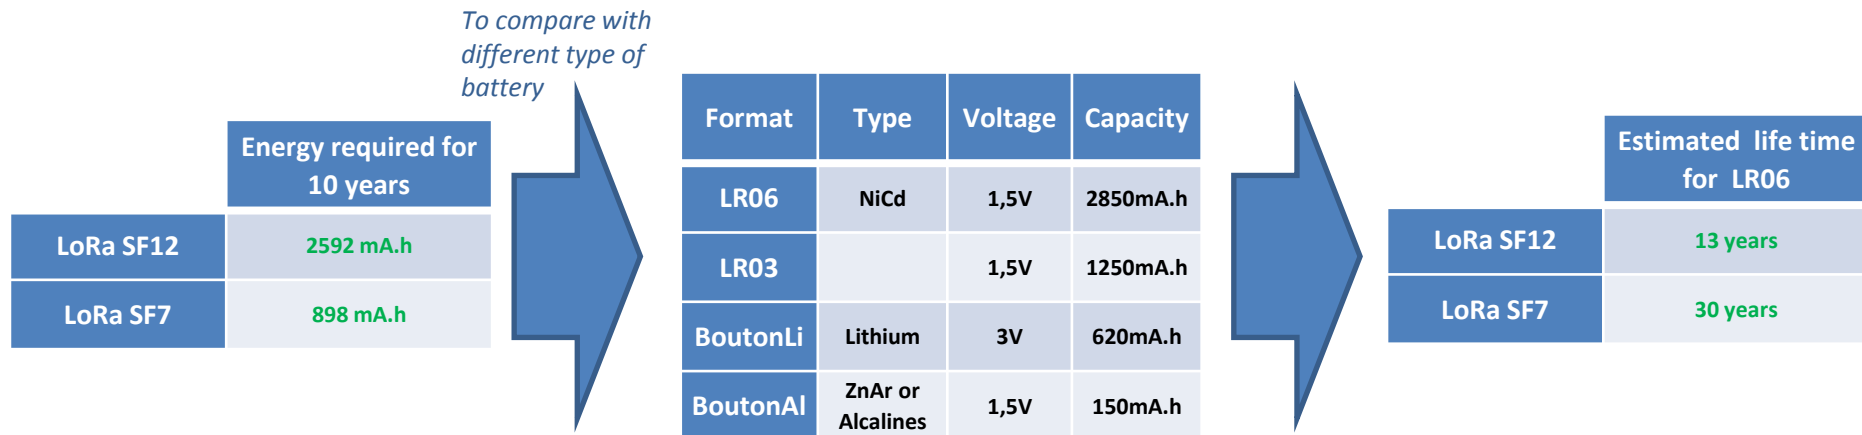 To compare with
different type of
battery
Energy required for
10 years
LoRa SF12 2592 mA.h
LoRa SF7 898 mA.h
Format Type Voltage Capacity
LR06 NiCd 1,5V 2850mA.h
LR03 1,5V 1250mA.h
BoutonLi Lithium 3V 620mA.h
BoutonAl ZnAr or
Alcalines 1,5V 150mA.h
Estimated life time
for LR06
LoRa SF12 13 years
LoRa SF7 30 years